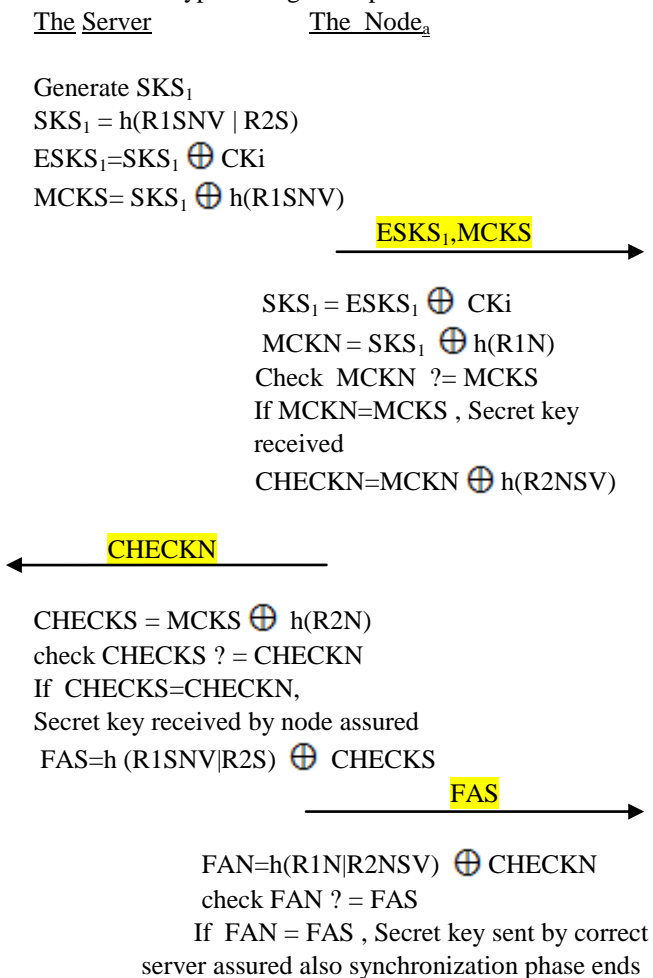 The Server The Nodea
Generate SKS₁
SKS₁ = h(R1SNV | R2S)
ESKS₁=SKS₁ ⊕ CKi
MCKS= SKS₁ ⊕ h(R1SNV)
ESKS₁,MCKS
SKS₁ = ESKS₁ ⊕ CKi
MCKN = SKS₁ ⊕ h(R1N)
Check MCKN ?= MCKS
If MCKN=MCKS , Secret key
received
CHECKN=MCKN ⊕ h(R2NSV)
CHECKN
CHECKS = MCKS ⊕ h(R2N)
check CHECKS ? = CHECKN
If CHECKS=CHECKN,
Secret key received by node assured
FAS=h (R1SNV|R2S) ⊕ CHECKS
FAS
FAN=h(R1N|R2NSV) ⊕ CHECKN
check FAN ? = FAS
If FAN = FAS , Secret key sent by correct
server assured also synchronization phase ends